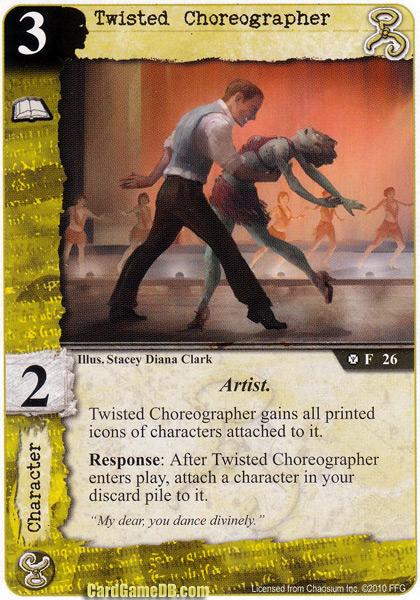 3
Twisted Choreographer
Illus. Stacey Diana Clark
F 26
2
Artist.
Twisted Choreographer gains all printed
icons of characters attached to it.
Response: After Twisted Choreographer
enters play, attach a character in your
discard pile to it.
"My dear, you dance divinely."
Character
CardGameDB.com
Licensed from Chaosium Inc. ©2010 FFG